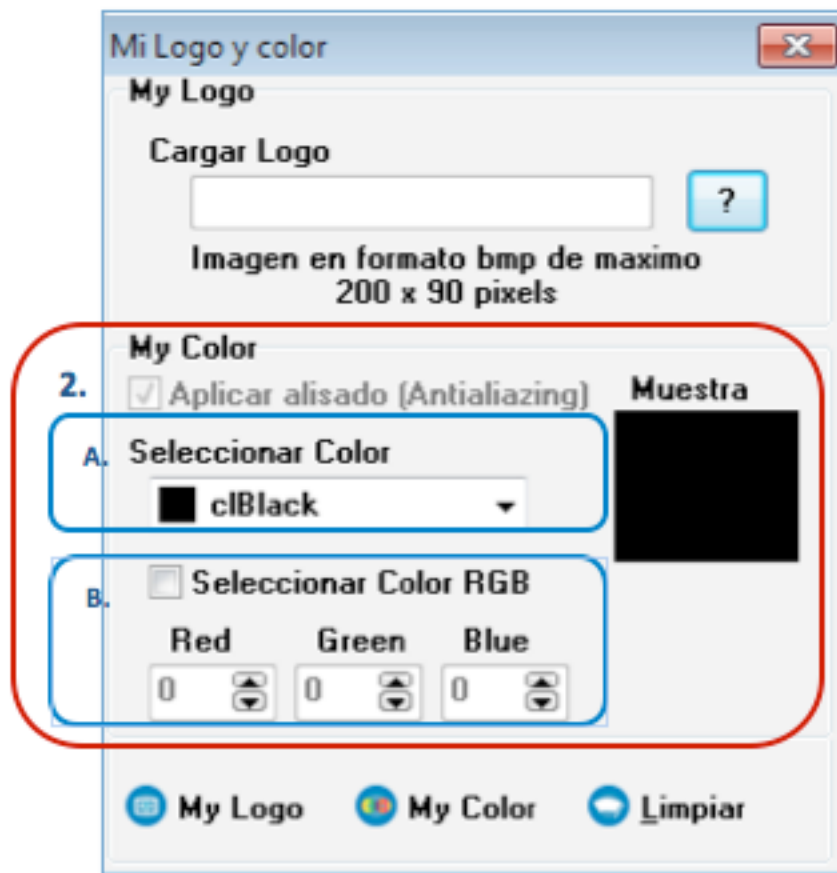 Mi Logo y color
My Logo
Cargar Logo
?
Imagen en formato bmp de maximo
200 x 90 pixels
My Color
2.
Aplicar alisado (Antialiazing)
Muestra
A.
Seleccionar Color
clBlack
B.
Seleccionar Color RGB
Red Green Blue
0 0 0
My Logo My Color Limpiar